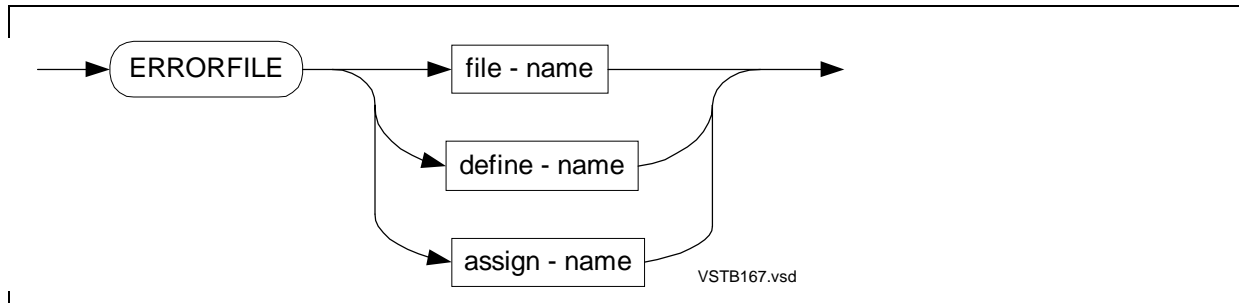 ERRORFILE
file - name
define - name
assign - name
VSTB167.vsd